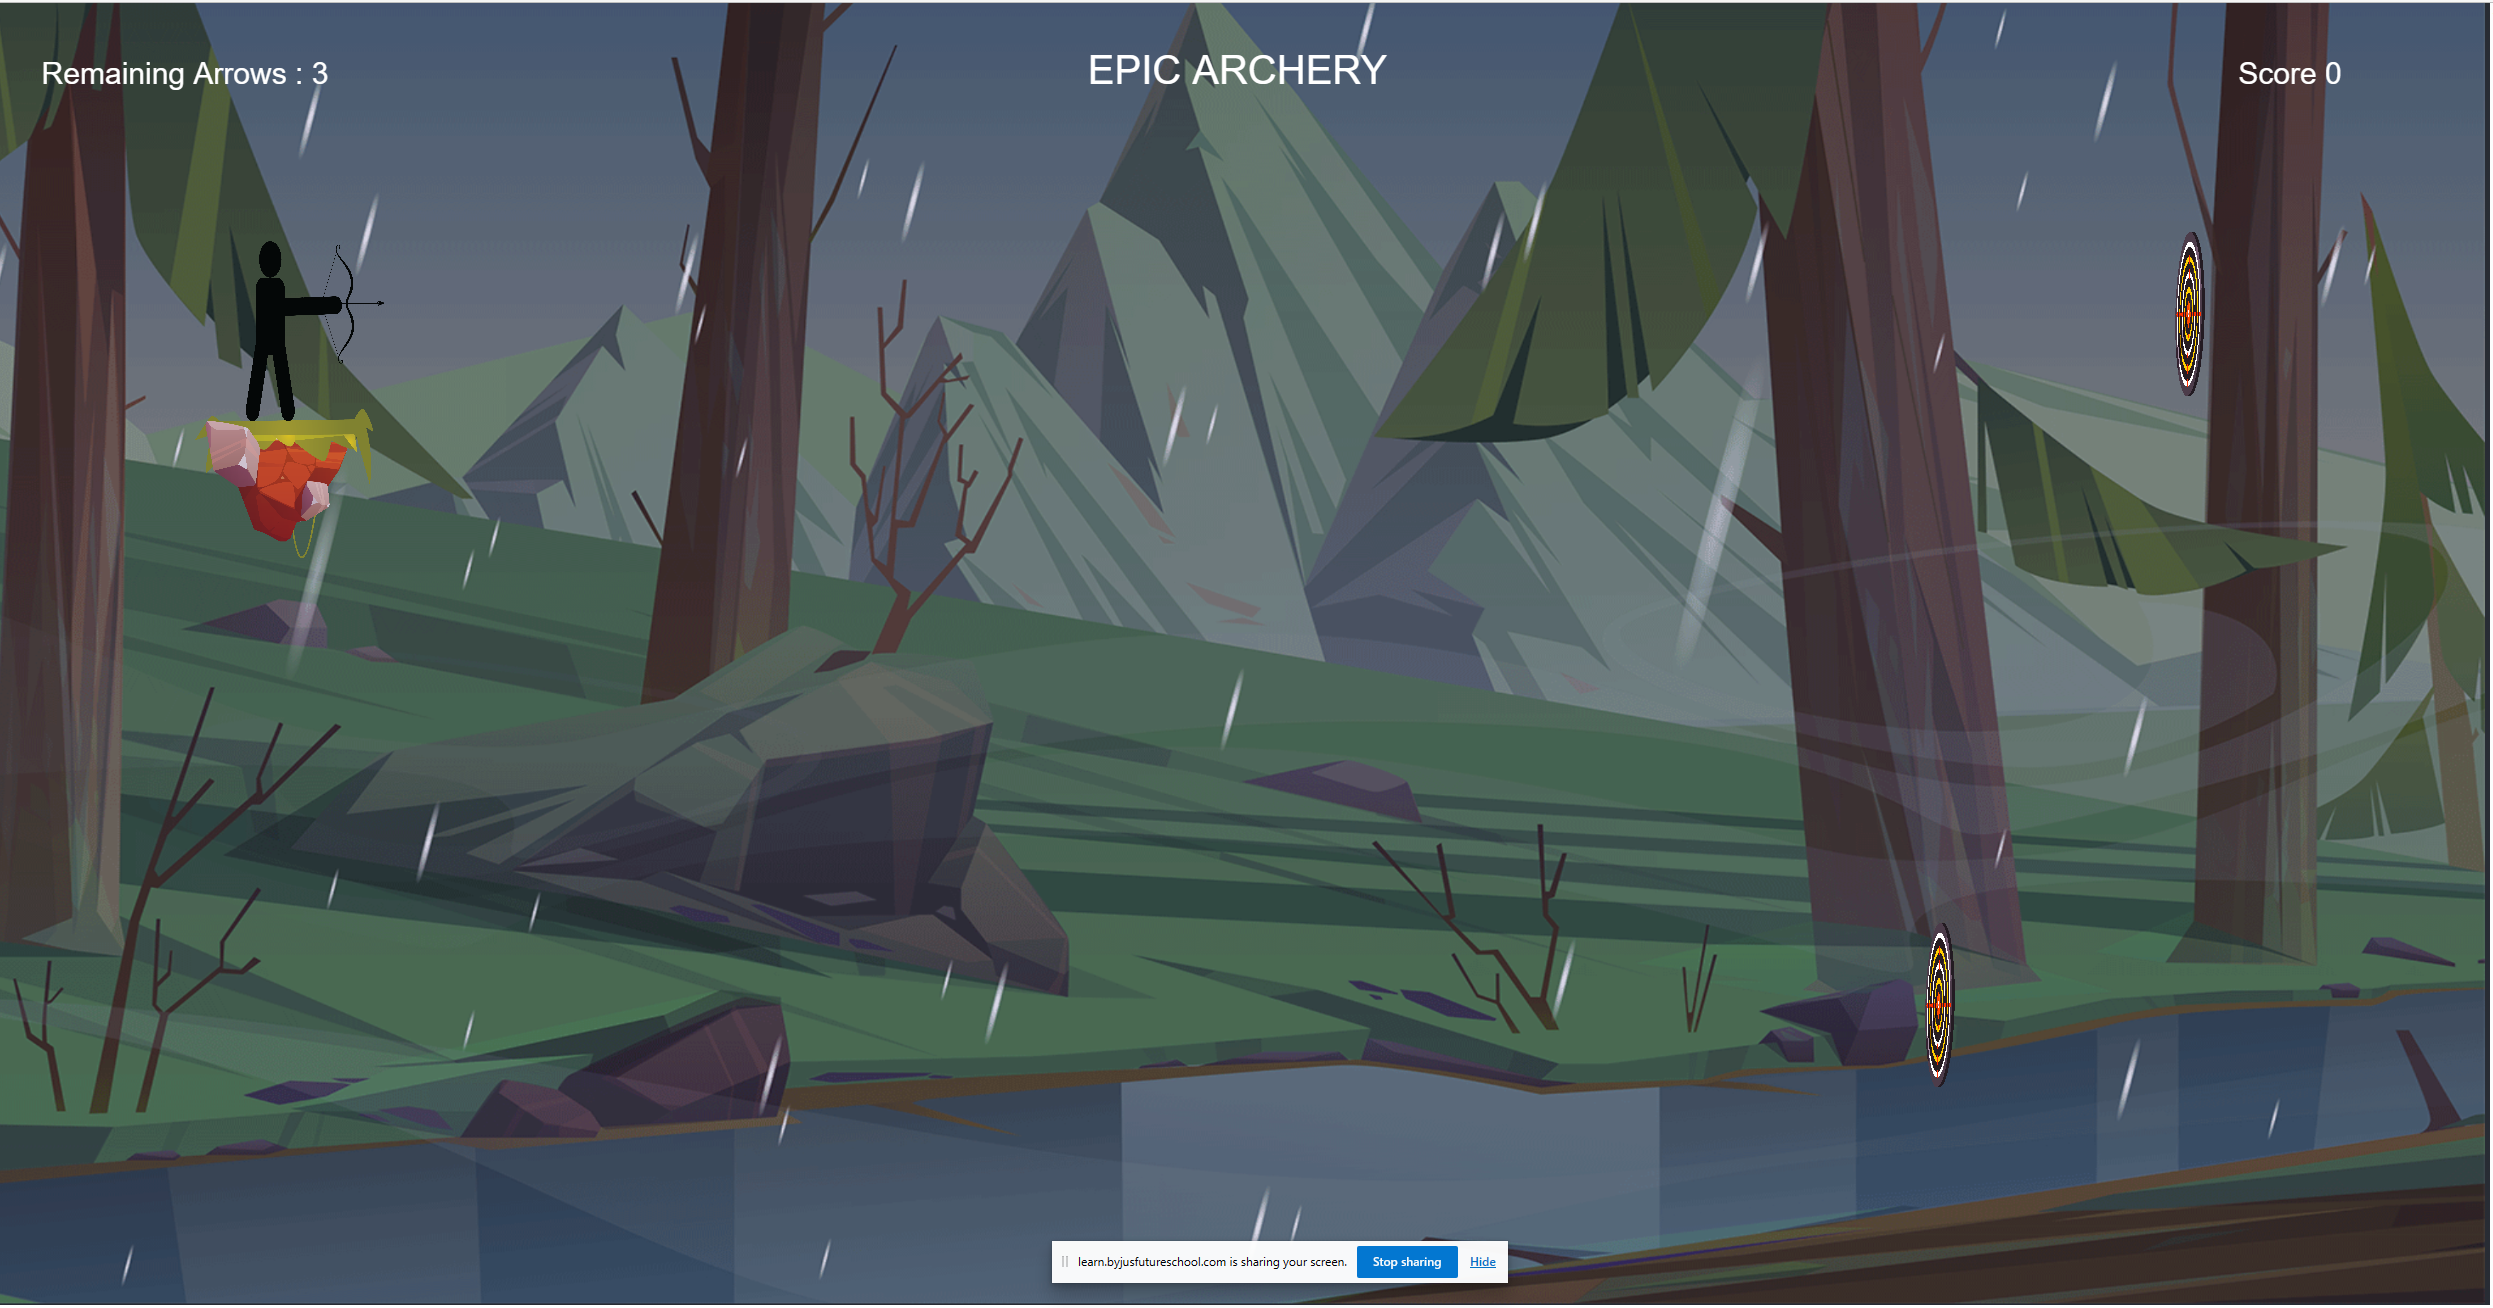 Remaining Arrows : 3
EPIC ARCHERY
Score 0
learn.byjusfutureschool.com is sharing your screen.
Stop sharing
Hide